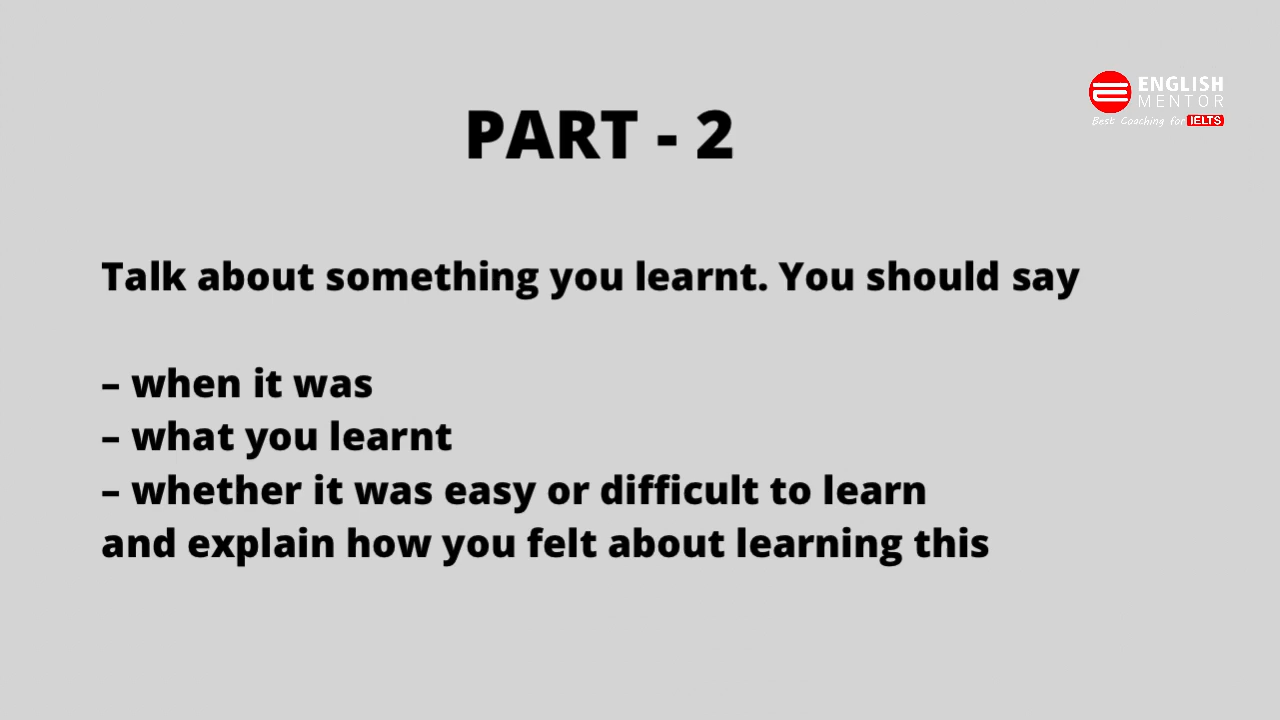 ENGLISH
MENTOR
Best Coaching for IELTS
PART - 2
Talk about something you learnt. You should say
– when it was
– what you learnt
– whether it was easy or difficult to learn
and explain how you felt about learning this